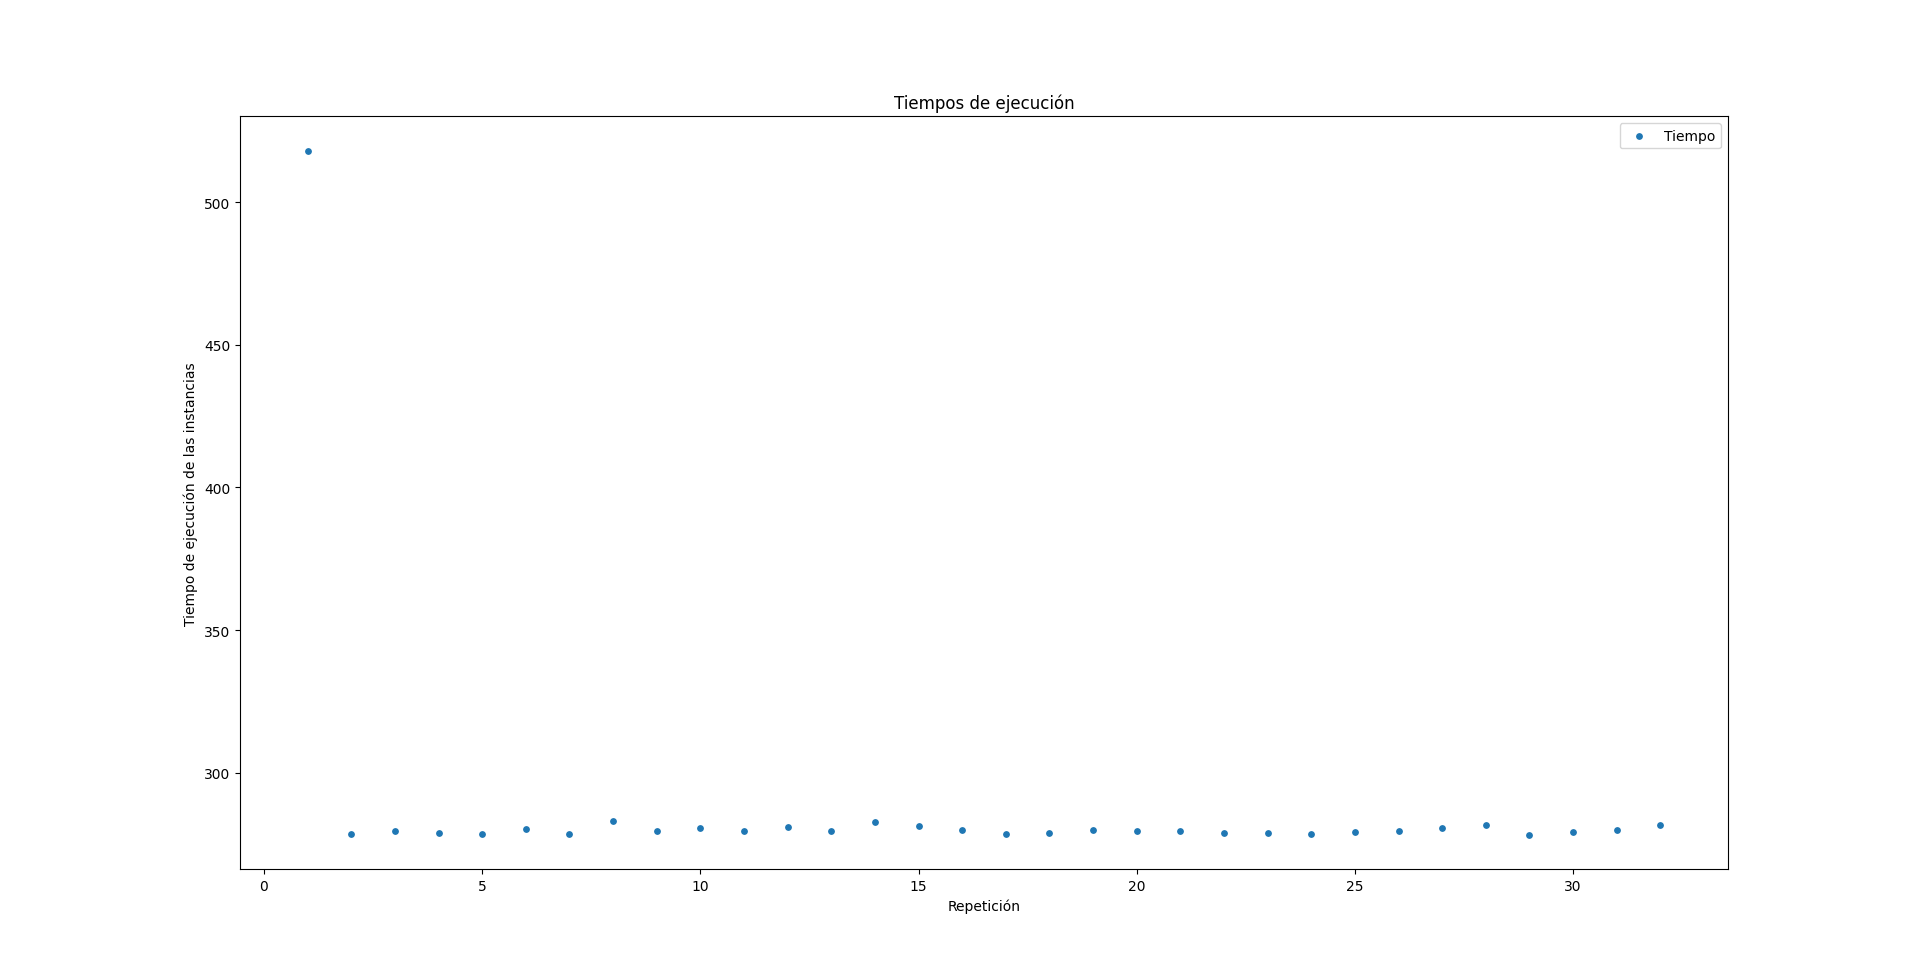 Tiempos de ejecución
Tiempo
500
450
400
350
300
Tiempo de ejecución de las instancias
0 5 10 15 20 25 30
Repetición